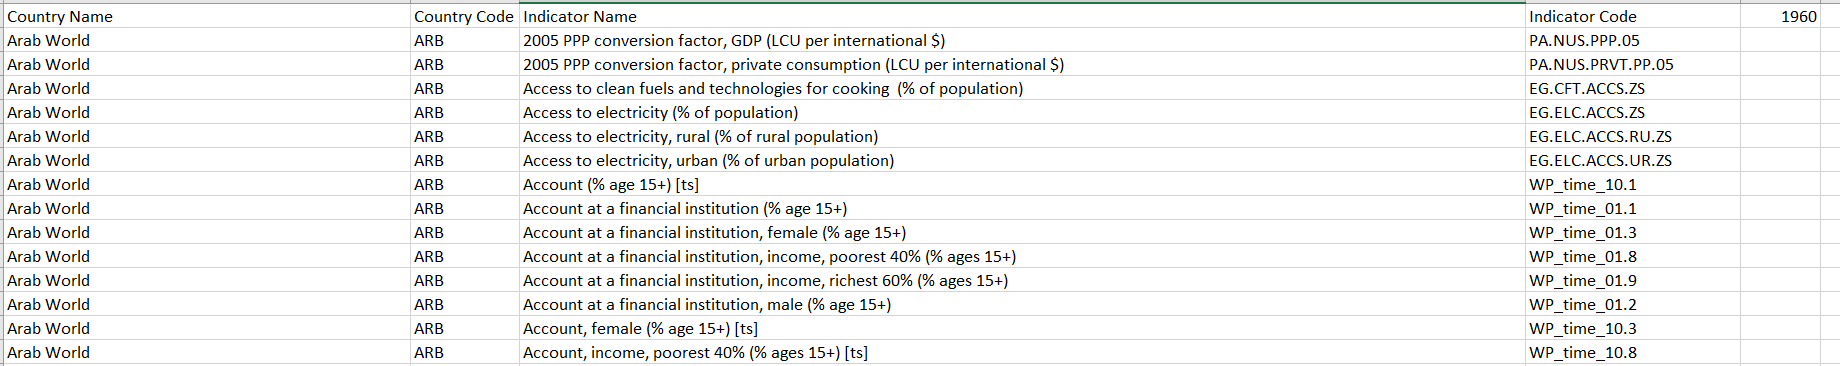 Country Name Country Code Indicator Name Indicator Code 1960
Arab World ARB 2005 PPP conversion factor, GDP (LCU per international $) PA.NUS.PPP.05
Arab World ARB 2005 PPP conversion factor, private consumption (LCU per international $) PA.NUS.PRVT.PP.05
Arab World ARB Access to clean fuels and technologies for cooking  (% of population) EG.CFT.ACCS.ZS
Arab World ARB Access to electricity (% of population) EG.ELC.ACCS.ZS
Arab World ARB Access to electricity, rural (% of rural population) EG.ELC.ACCS.RU.ZS
Arab World ARB Access to electricity, urban (% of urban population) EG.ELC.ACCS.UR.ZS
Arab World ARB Account (% age 15+) [ts] WP_time_10.1
Arab World ARB Account at a financial institution (% age 15+) WP_time_01.1
Arab World ARB Account at a financial institution, female (% age 15+) WP_time_01.3
Arab World ARB Account at a financial institution, income, poorest 40% (% ages 15+) WP_time_01.8
Arab World ARB Account at a financial institution, income, richest 60% (% ages 15+) WP_time_01.9
Arab World ARB Account at a financial institution, male (% age 15+) WP_time_01.2
Arab World ARB Account, female (% age 15+) [ts] WP_time_10.3
Arab World ARB Account, income, poorest 40% (% ages 15+) [ts] WP_time_10.8